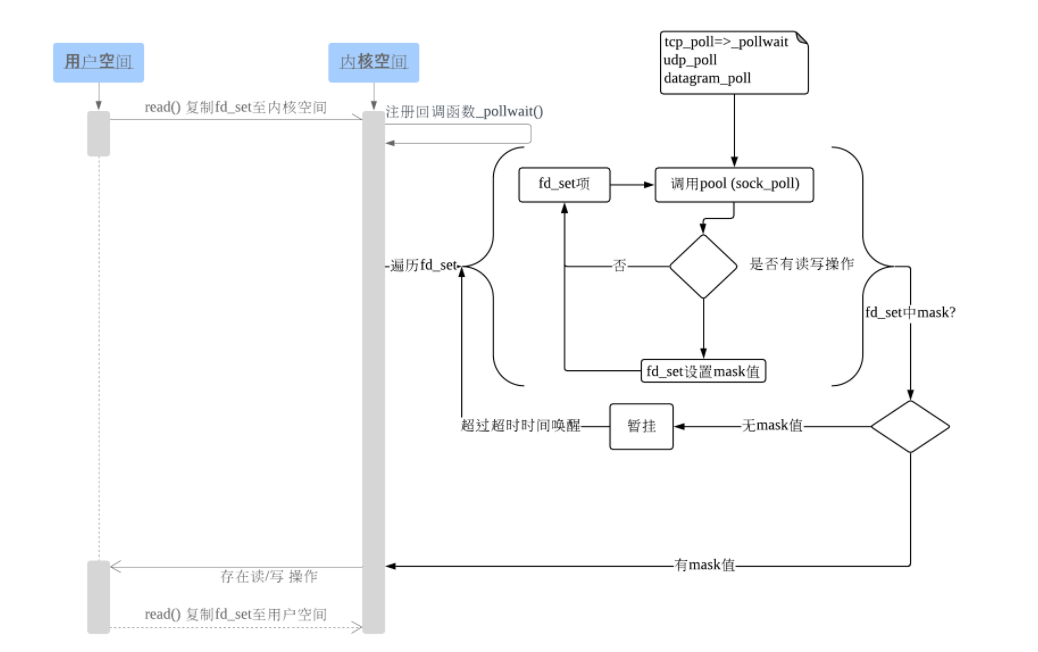 用户空间
内核空间
tcp_poll=>_pollwait
udp_poll
datagram_poll
read() 复制fd_set至内核空间
注册回调函数_pollwait()
fd_set项
调用pool (sock_poll)
遍历fd_set
否
是否有读写操作
fd_set中mask?
fd_set设置mask值
超过超时时间唤醒
暂挂
无mask值
有mask值
存在读/写 操作
read() 复制fd_set至用户空间